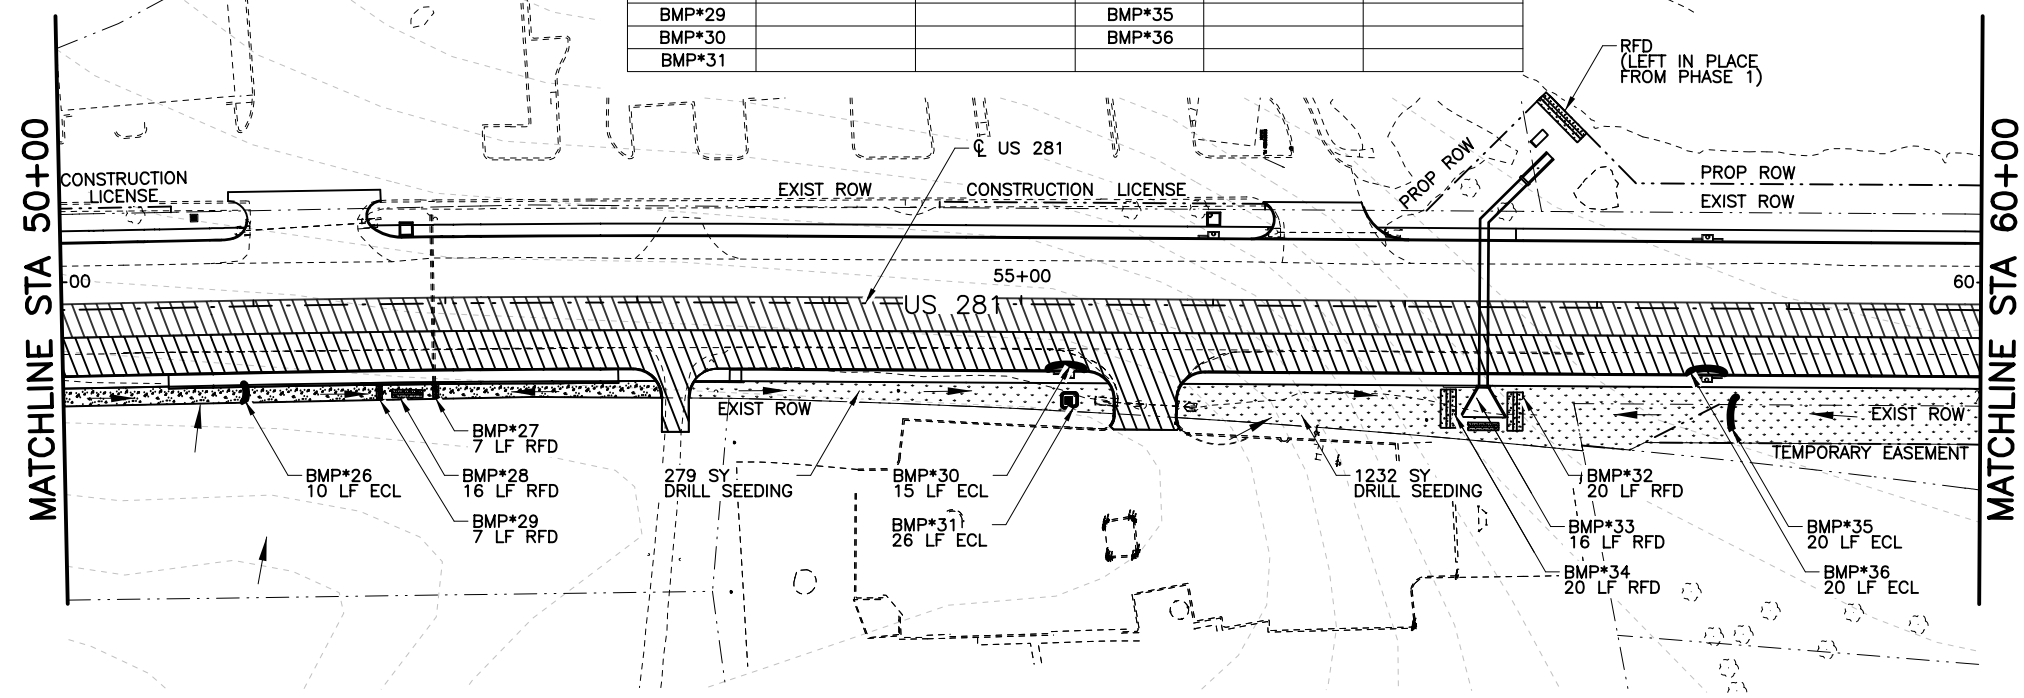 BMP*29 BMP*35
BMP*30 BMP*36
BMP*31
RFD
(LEFT IN PLACE
FROM PHASE 1)
MATCHLINE STA 50+00
MATCHLINE STA 60+00
℄ US 281
CONSTRUCTION
LICENSE
EXIST ROW
CONSTRUCTION LICENSE
PROP ROW
PROP ROW
EXIST ROW
00
55+00
60
US 281
EXIST ROW
EXIST ROW
TEMPORARY EASEMENT
BMP*27
7 LF RFD
BMP*26
10 LF ECL
BMP*28
16 LF RFD
279 SY
DRILL SEEDING
BMP*30
15 LF ECL
1232 SY
DRILL SEEDING
BMP*32
20 LF RFD
BMP*29
7 LF RFD
BMP*31
26 LF ECL
BMP*33
16 LF RFD
BMP*35
20 LF ECL
BMP*34
20 LF RFD
BMP*36
20 LF ECL